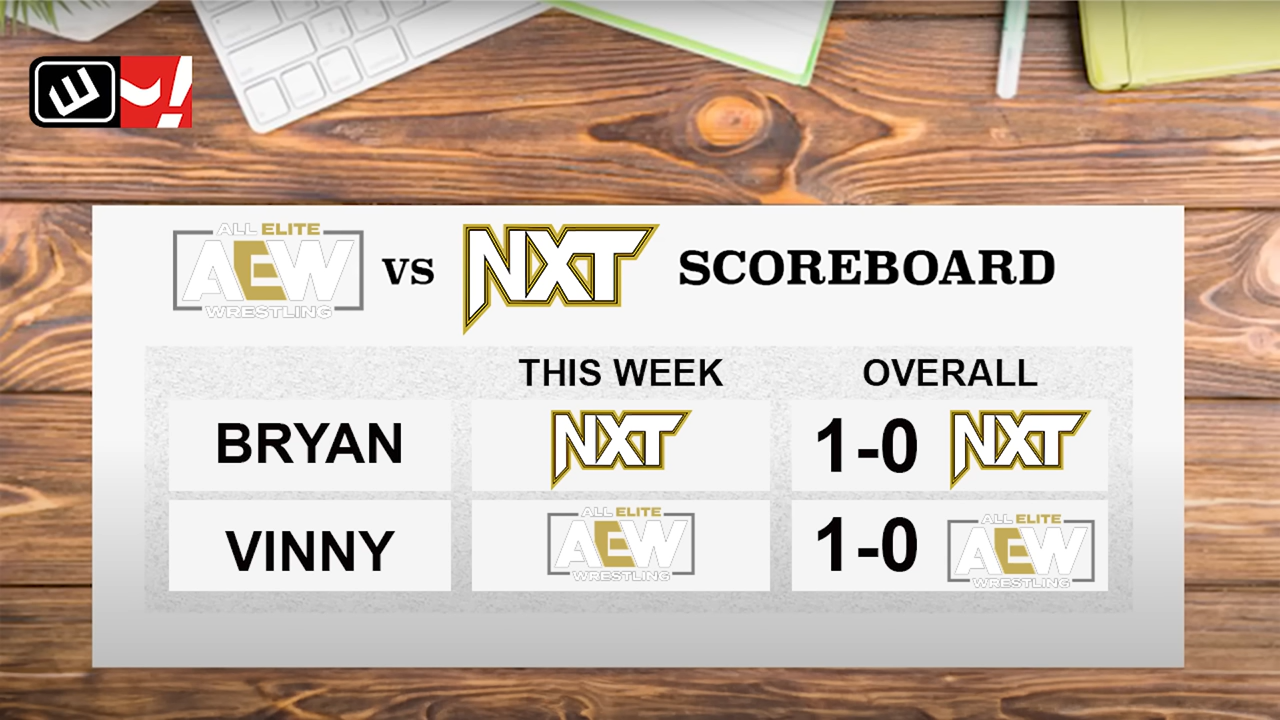 ALL ELITE
AEW
WRESTLING
VS
NXT
SCOREBOARD
THIS WEEK
OVERALL
BRYAN
NXT
1-0
NXT
VINNY
ALL ELITE
AEW
WRESTLING
1-0
ALL ELITE
AEW
WRESTLING